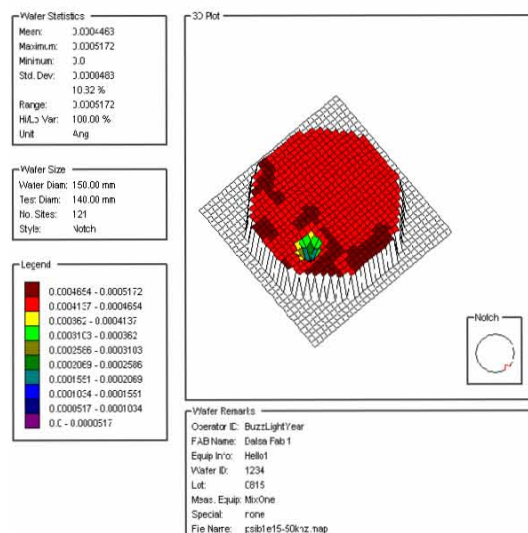 Wafer Statistics
Mean: 0.0004463
Maximum: 0.0005172
Minimum: 0.0
Std. Dev: 0.0000483
10.32 %
Range: 0.0005172
Hi/Lo Var: 100.00 %
Unit Ang
Wafer Size
Water Diam: 150.00 mm
Test Diam: 140.00 mm
No. Sites: 121
Style: Notch
Legend
0.0004654 - 0.0005172
0.0004137 - 0.0004654
0.000362 - 0.0004137
0.0003103 - 0.000362
0.0002586 - 0.0003103
0.0002069 - 0.0002586
0.0001551 - 0.0002069
0.0001034 - 0.0001551
0.0000517 - 0.0001034
0.0 - 0.0000517
3D Plot
Notch
Wafer Remarks
Operator ID: BuzzLightYear
FAB Name: Dalsa Fab 1
Equip Info: Hello1
Wafer ID: 1234
Lot: 0815
Meas. Equip: MixOne
Special: none
File Name: psib1e15-50khz.map